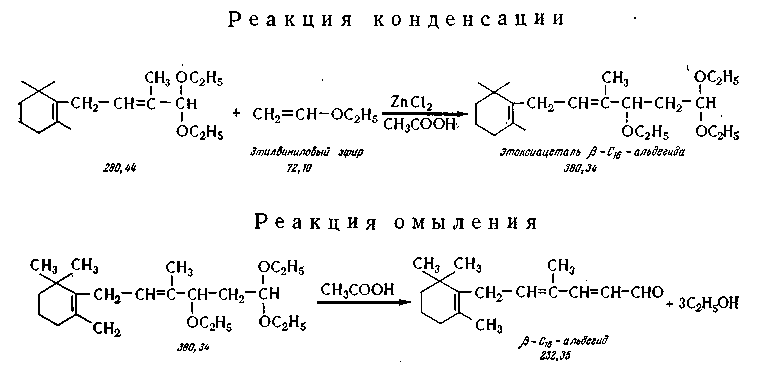 Реакция конденсации
CH₃ OC₂H₅ CH₃ OC₂H₅
CH₂—CH=C—CH + CH₂=CH—OC₂H₅ ZnCl₂ CH₃COOH CH₂—CH=C—CH—CH₂—CH
OC₂H₅ OC₂H₅ OC₂H₅
Этилвиниловый эфир Этоксиацеталь β-C₁₆-альдегида
280,44 72,10 380,34
Реакция омыления
CH₃ CH₃ CH₃ OC₂H₅ CH₃ CH₃ CH₃
CH₂—CH=C—CH—CH₂—CH CH₃COOH CH₂—CH=C—CH=CH—CHO + 3C₂H₅OH
CH₂ OC₂H₅ OC₂H₅ CH₃
380,34 β-C₁₆-альдегид
232,35